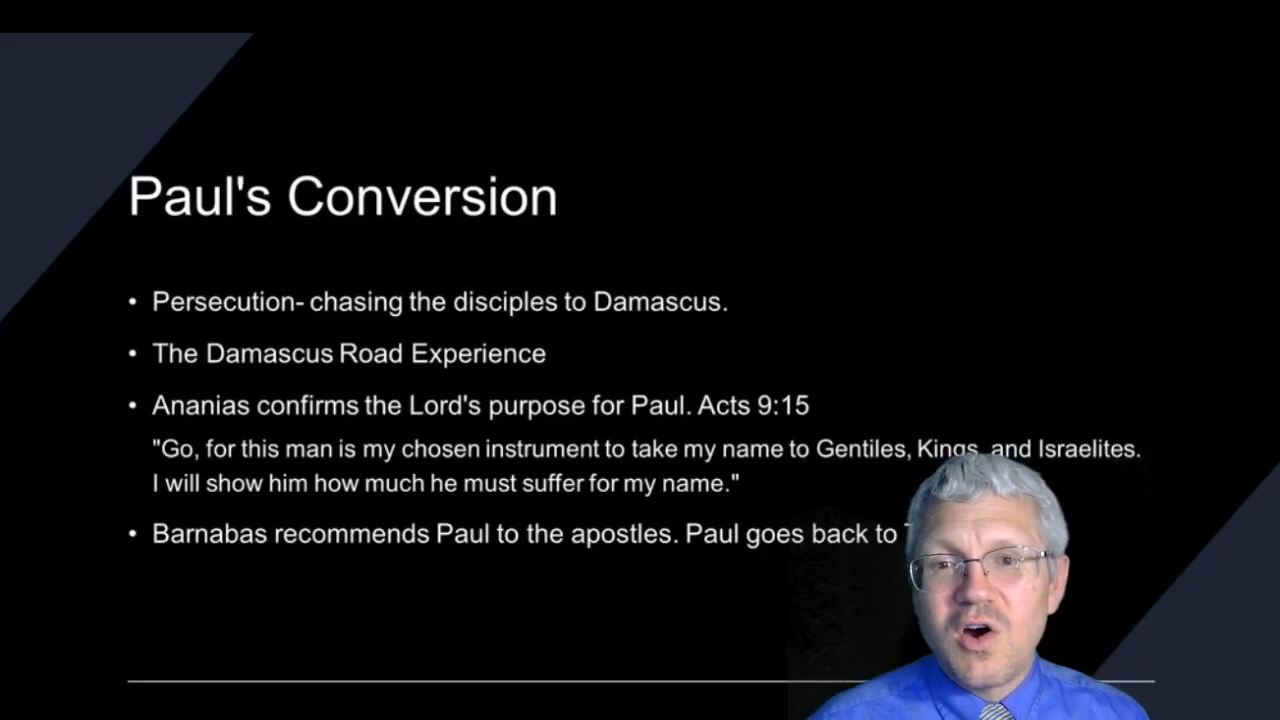 Paul's Conversion
• Persecution- chasing the disciples to Damascus.
• The Damascus Road Experience
• Ananias confirms the Lord's purpose for Paul. Acts 9:15
"Go, for this man is my chosen instrument to take my name to Gentiles, Kings, and Israelites.
I will show him how much he must suffer for my name."
• Barnabas recommends Paul to the apostles. Paul goes back to